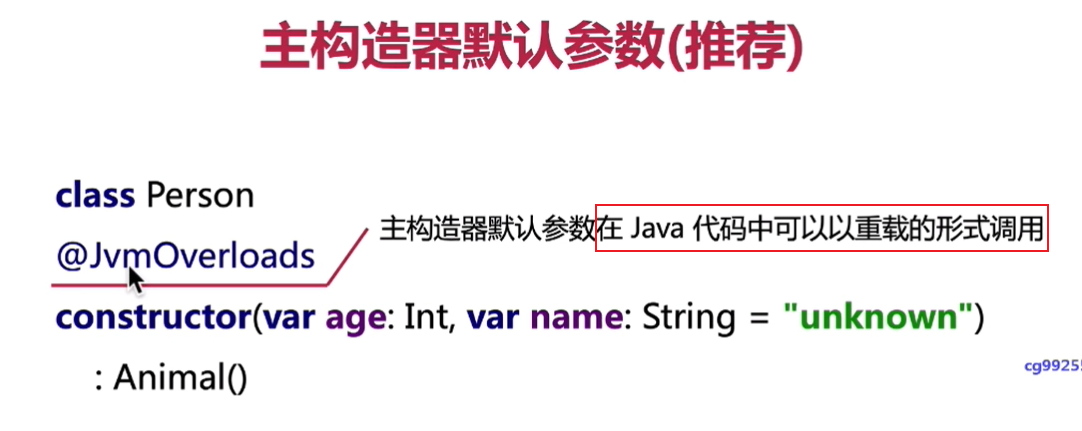 主构造器默认参数(推荐)
class Person
主构造器默认参数在 Java 代码中可以以重载的形式调用
@JvmOverloads
constructor(var age: Int, var name: String = "unknown")
: Animal()
cg9925